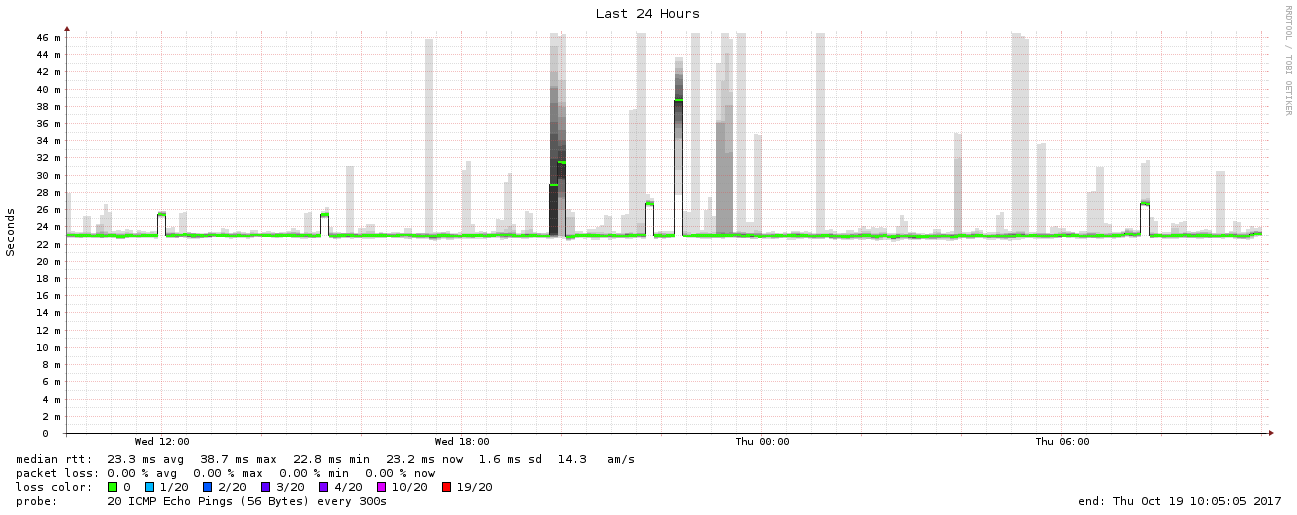 Last 24 Hours
RRDTOOL / TOBI OETIKER
Seconds
46 m
44 m
42 m
40 m
38 m
36 m
34 m
32 m
30 m
28 m
26 m
24 m
22 m
20 m
18 m
16 m
14 m
12 m
10 m
8 m
6 m
4 m
2 m
0
Wed 12:00 Wed 18:00 Thu 00:00 Thu 06:00
median rtt: 23.3 ms avg 38.7 ms max 22.8 ms min 23.2 ms now 1.6 ms sd 14.3 am/s
packet loss: 0.00 % avg 0.00 % max 0.00 % min 0.00 % now
loss color: 0 1/20 2/20 3/20 4/20 10/20 19/20
probe: 20 ICMP Echo Pings (56 Bytes) every 300s end: Thu Oct 19 10:05:05 2017